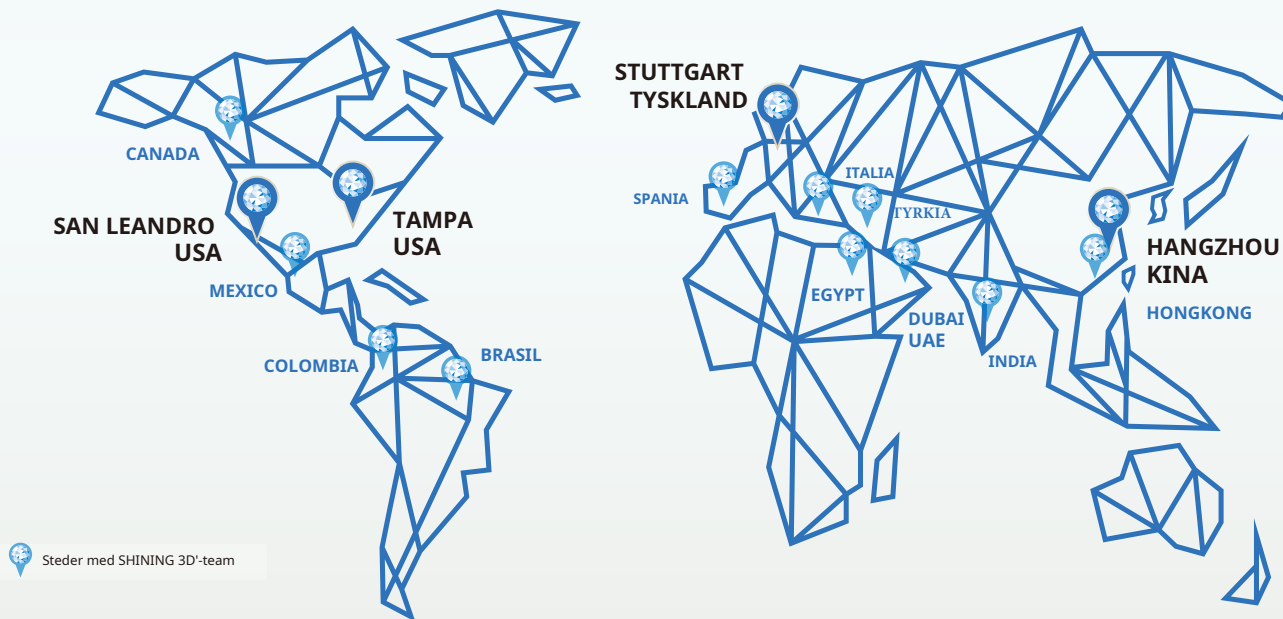 STUTTGART
TYSKLAND
CANADA
ITALIA
SPANIA
TYRKIA
SAN LEANDRO
USA
TAMPA
USA
HANGZHOU
KINA
MEXICO
EGYPT
HONGKONG
DUBAI
UAE
COLOMBIA
BRASIL
INDIA
Steder med SHINING 3D'-team